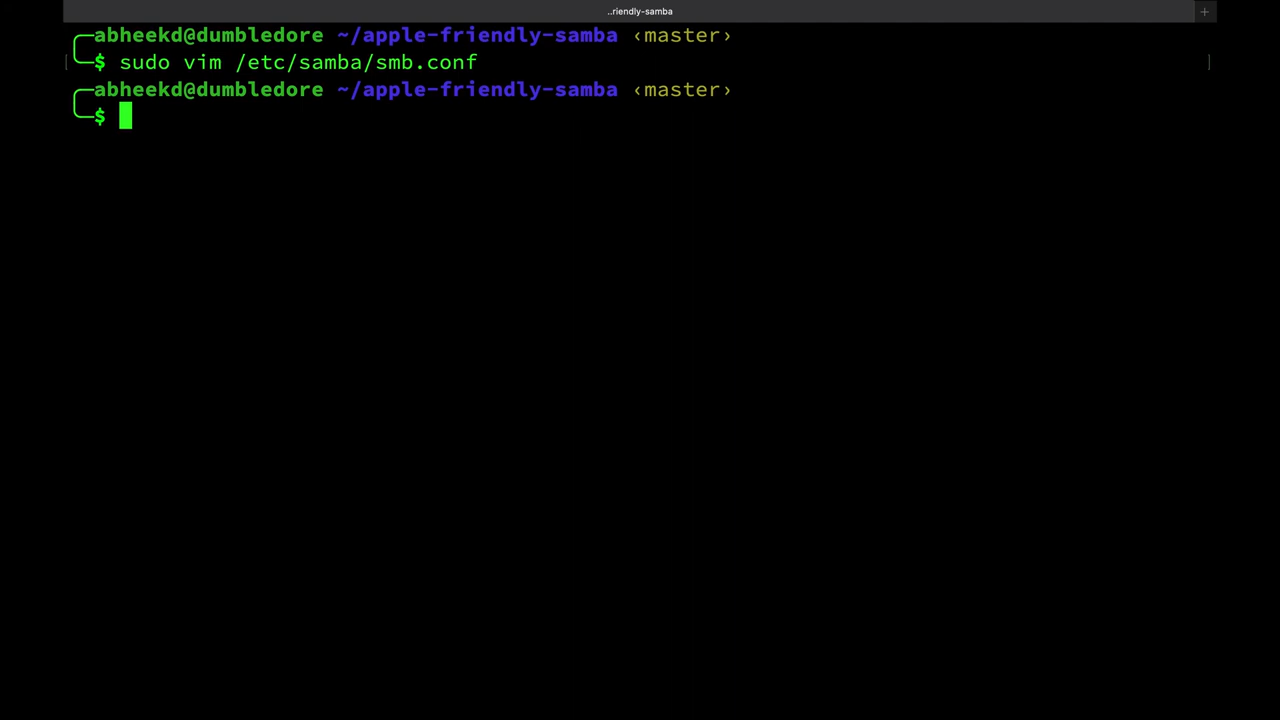 ..riendly-samba
+
╭─abheekd@dumbledore ~/apple-friendly-samba ‹master›
╰─$ sudo vim /etc/samba/smb.conf
╭─abheekd@dumbledore ~/apple-friendly-samba ‹master›
╰─$